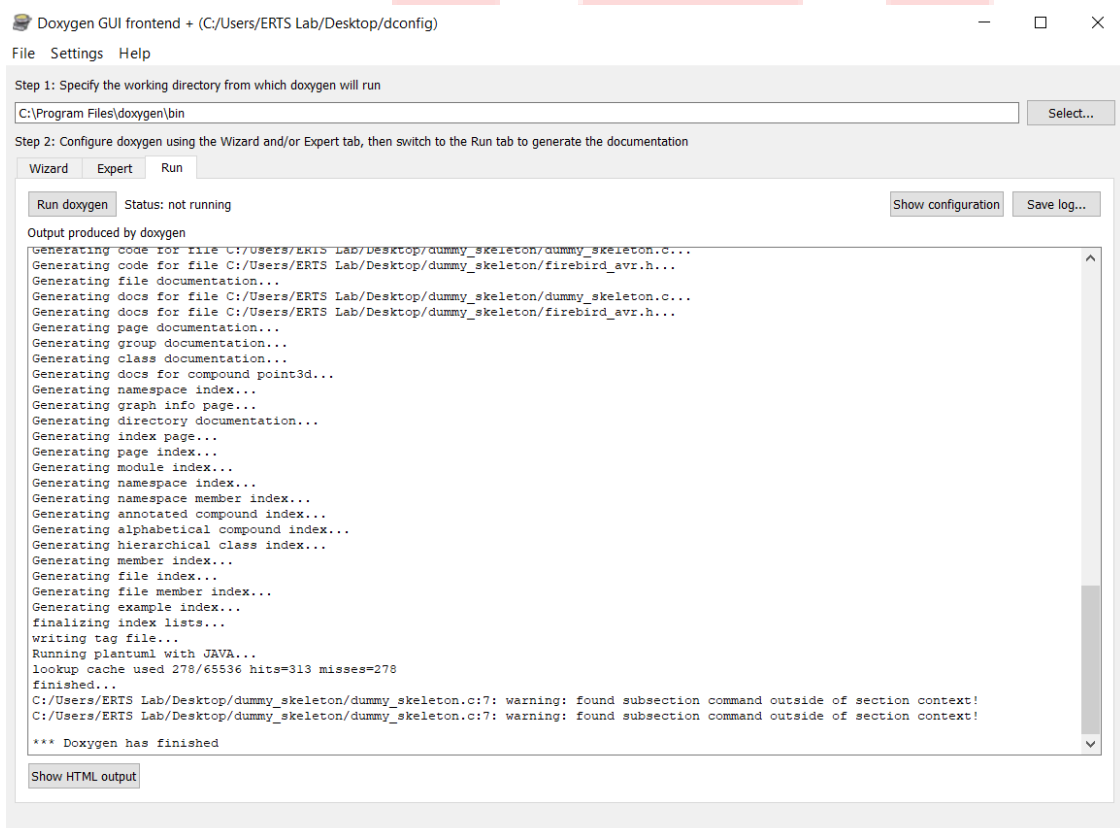 Doxygen GUI frontend + (C:/Users/ERTS Lab/Desktop/dconfig)
File Settings Help
Step 1: Specify the working directory from which doxygen will run
C:\Program Files\doxygen\bin
Select...
Step 2: Configure doxygen using the Wizard and/or Expert tab, then switch to the Run tab to generate the documentation
Wizard Expert Run
Run doxygen Status: not running Show configuration Save log...
Output produced by doxygen
Generating code for file C:/Users/ERTS Lab/Desktop/dummy_skeleton/dummy_skeleton.c...
Generating code for file C:/Users/ERTS Lab/Desktop/dummy_skeleton/firebird_avr.h...
Generating file documentation...
Generating docs for file C:/Users/ERTS Lab/Desktop/dummy_skeleton/dummy_skeleton.c...
Generating docs for file C:/Users/ERTS Lab/Desktop/dummy_skeleton/firebird_avr.h...
Generating page documentation...
Generating group documentation...
Generating class documentation...
Generating docs for compound point3d...
Generating namespace index...
Generating graph info page...
Generating directory documentation...
Generating index page...
Generating page index...
Generating module index...
Generating namespace index...
Generating namespace member index...
Generating annotated compound index...
Generating alphabetical compound index...
Generating hierarchical class index...
Generating member index...
Generating file index...
Generating file member index...
Generating example index...
finalizing index lists...
writing tag file...
Running plantuml with JAVA...
lookup cache used 278/65536 hits=313 misses=278
finished...
C:/Users/ERTS Lab/Desktop/dummy_skeleton/dummy_skeleton.c:7: warning: found subsection command outside of section context!
C:/Users/ERTS Lab/Desktop/dummy_skeleton/dummy_skeleton.c:7: warning: found subsection command outside of section context!
*** Doxygen has finished
Show HTML output